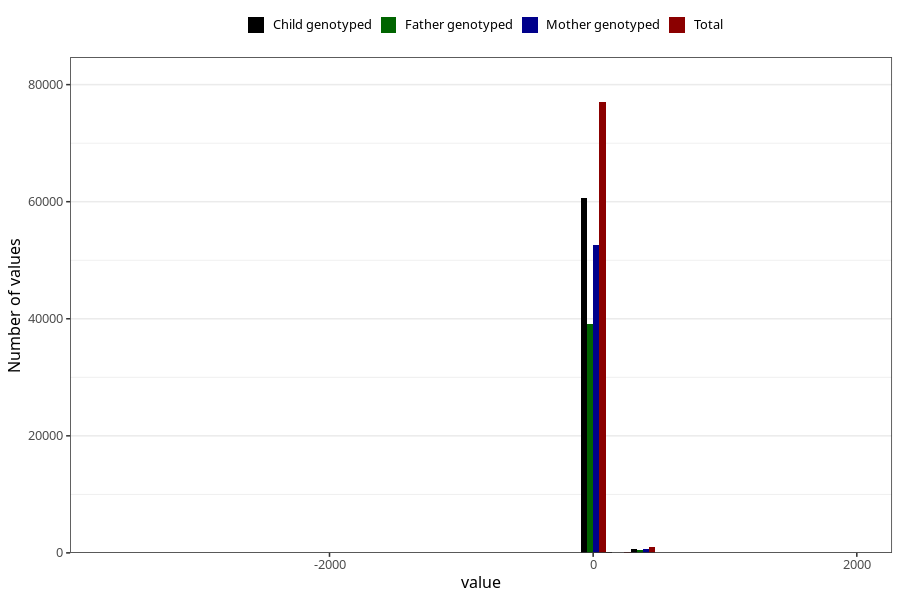 Child genotyped Father genotyped Mother genotyped Total
80000
60000
40000
20000
0
Number of values
-2000 0 2000
value